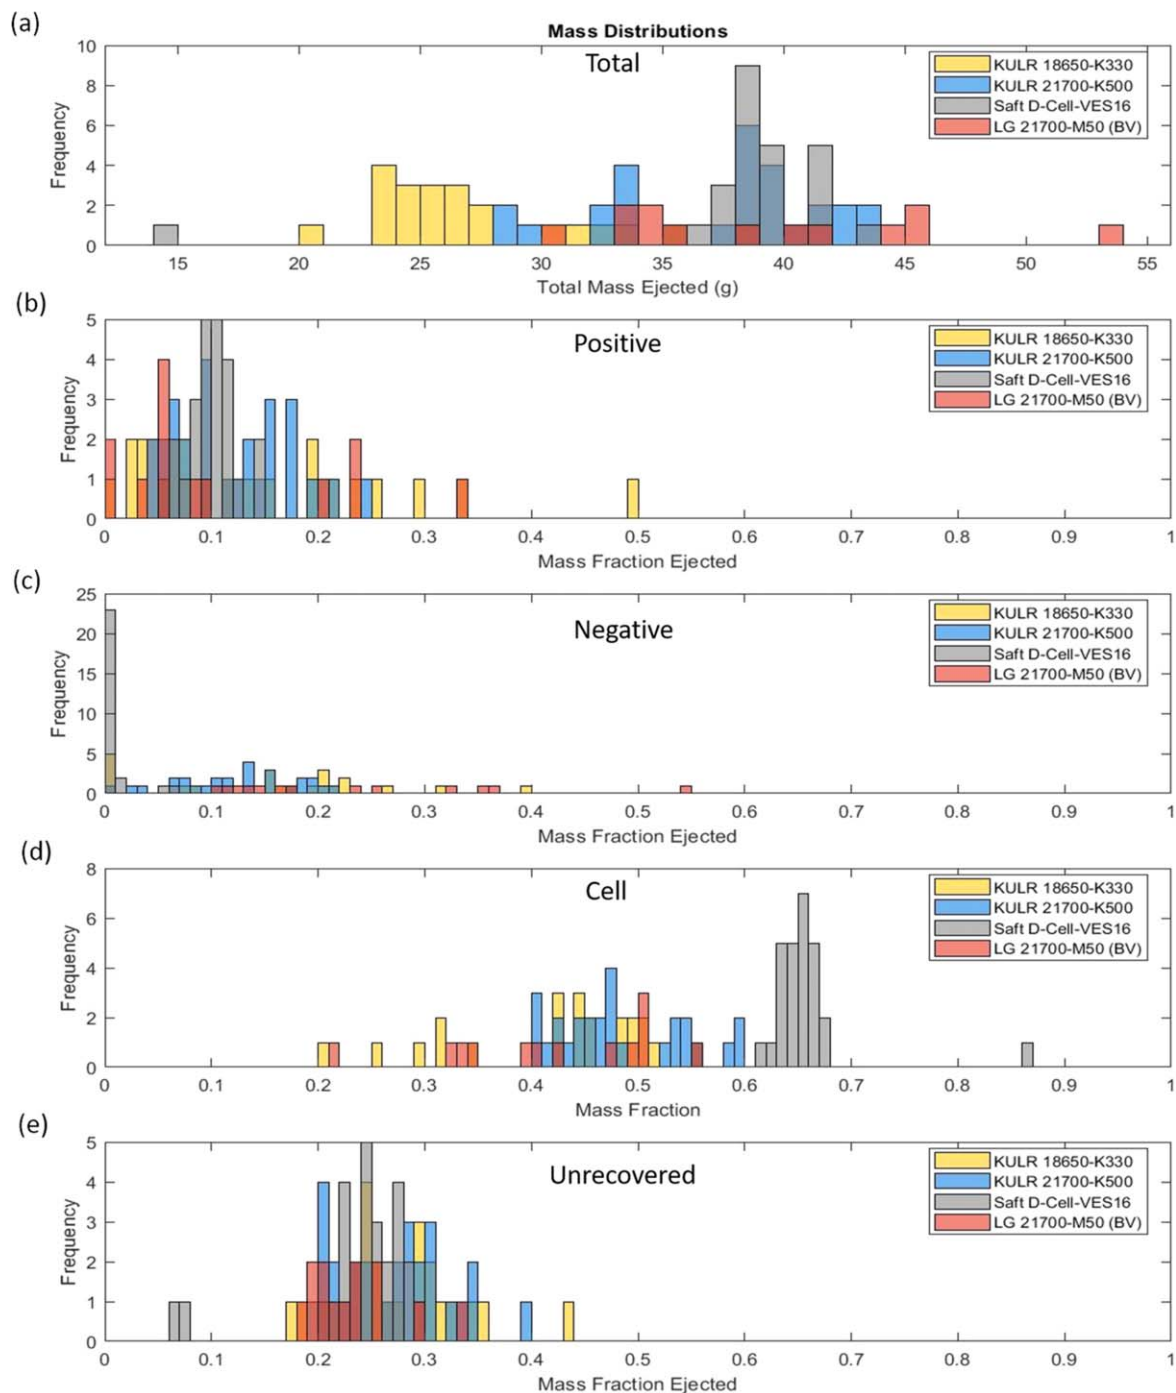 (a)
Mass Distributions
Total
10
8
6
4
2
0
Frequency
KULR 18650-K330
KULR 21700-K500
Saft D-Cell-VES16
LG 21700-M50 (BV)
15 20 25 30 35 40 45 50 55
Total Mass Ejected (g)
(b)
Positive
5
4
3
2
1
0
Frequency
KULR 18650-K330
KULR 21700-K500
Saft D-Cell-VES16
LG 21700-M50 (BV)
0 0.1 0.2 0.3 0.4 0.5 0.6 0.7 0.8 0.9 1
Mass Fraction Ejected
(c)
Negative
25
20
15
10
5
0
Frequency
KULR 18650-K330
KULR 21700-K500
Saft D-Cell-VES16
LG 21700-M50 (BV)
0 0.1 0.2 0.3 0.4 0.5 0.6 0.7 0.8 0.9 1
Mass Fraction Ejected
(d)
Cell
8
6
4
2
0
Frequency
KULR 18650-K330
KULR 21700-K500
Saft D-Cell-VES16
LG 21700-M50 (BV)
0 0.1 0.2 0.3 0.4 0.5 0.6 0.7 0.8 0.9 1
Mass Fraction
(e)
Unrecovered
5
4
3
2
1
0
Frequency
KULR 18650-K330
KULR 21700-K500
Saft D-Cell-VES16
LG 21700-M50 (BV)
0 0.1 0.2 0.3 0.4 0.5 0.6 0.7 0.8 0.9 1
Mass Fraction Ejected